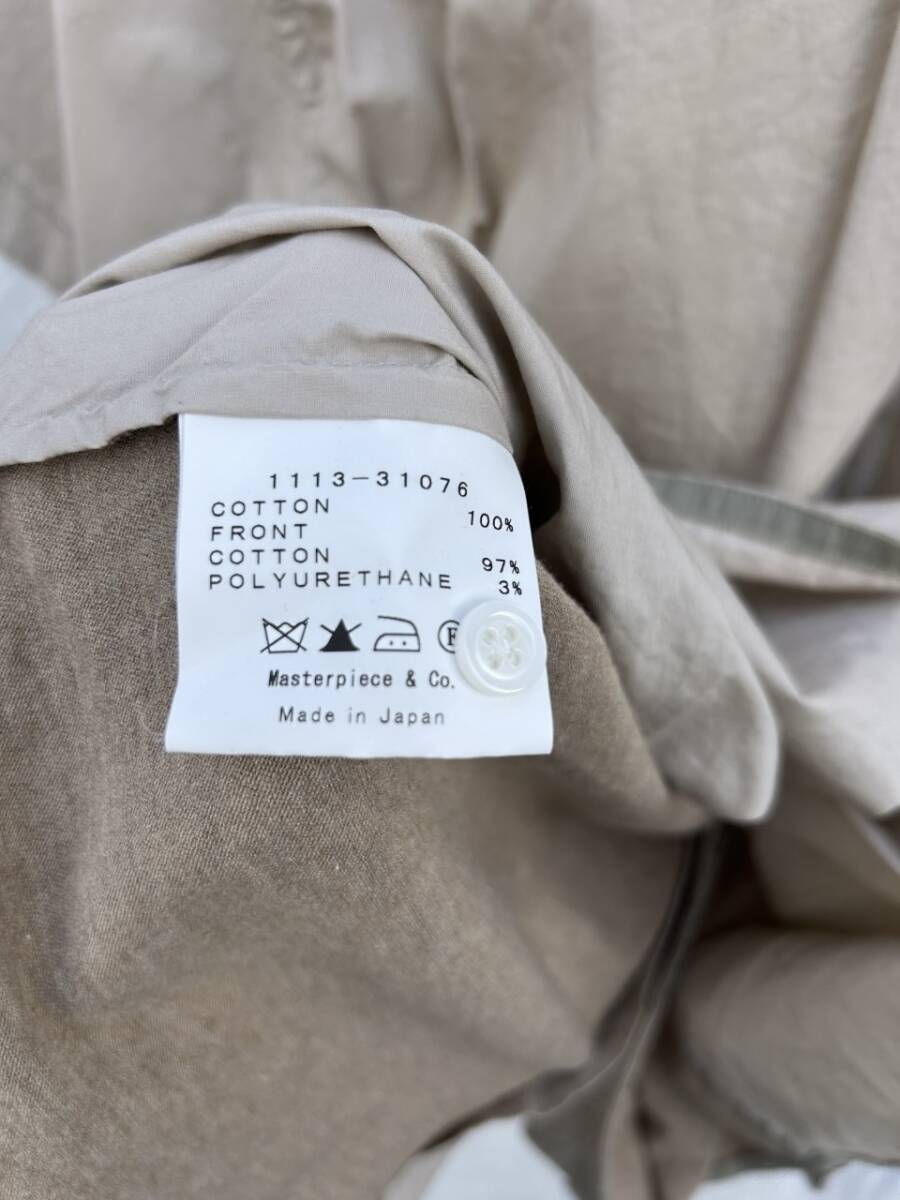 1113-31076
COTTON 100%
FRONT
COTTON 97%
POLYURETHANE 3%
Masterpiece & Co.
Made in Japan